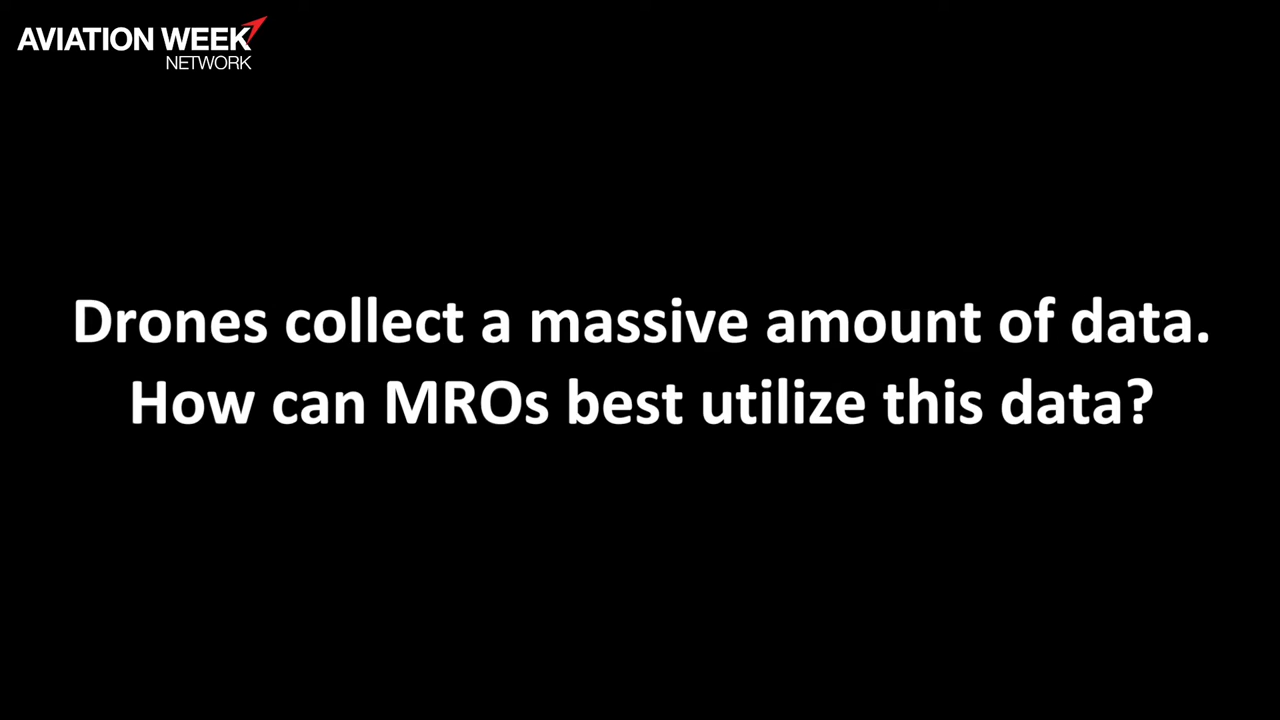 AVIATION WEEK
NETWORK
Drones collect a massive amount of data.
How can MROs best utilize this data?